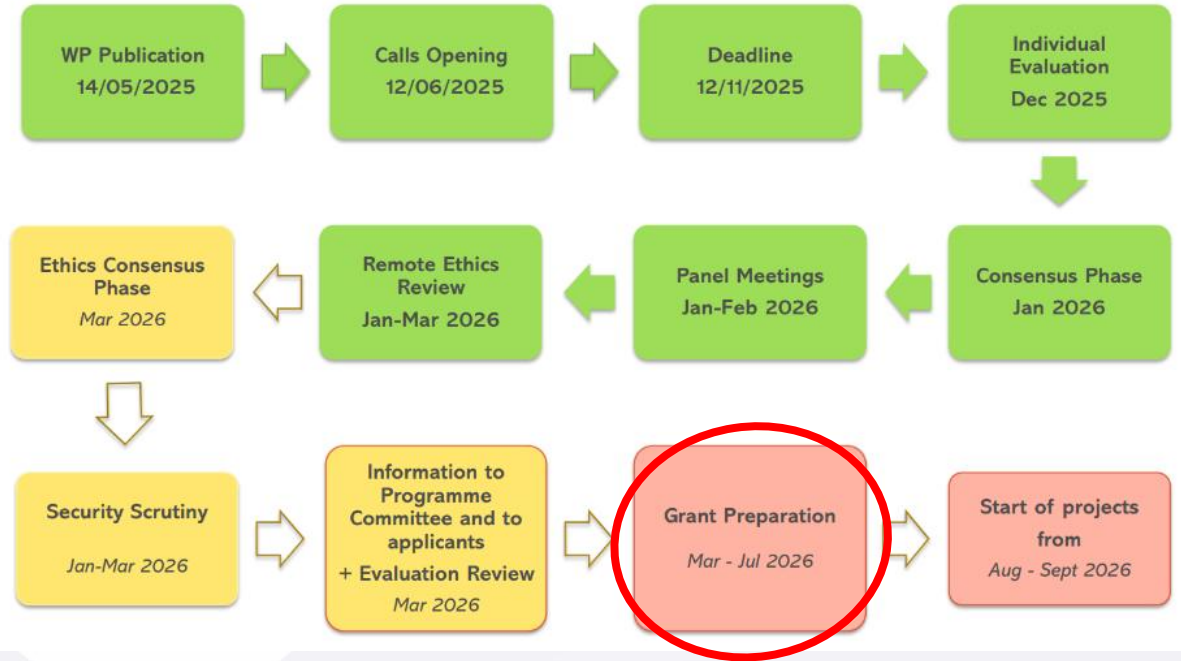 WP Publication
14/05/2025
Calls Opening
12/06/2025
Deadline
12/11/2025
Individual
Evaluation
Dec 2025
Consensus Phase
Jan 2026
Panel Meetings
Jan-Feb 2026
Remote Ethics
Review
Jan-Mar 2026
Ethics Consensus
Phase
Mar 2026
Security Scrutiny
Jan-Mar 2026
Information to
Programme
Committee and to
applicants
+ Evaluation Review
Mar 2026
Grant Preparation
Mar - Jul 2026
Start of projects
from
Aug - Sept 2026